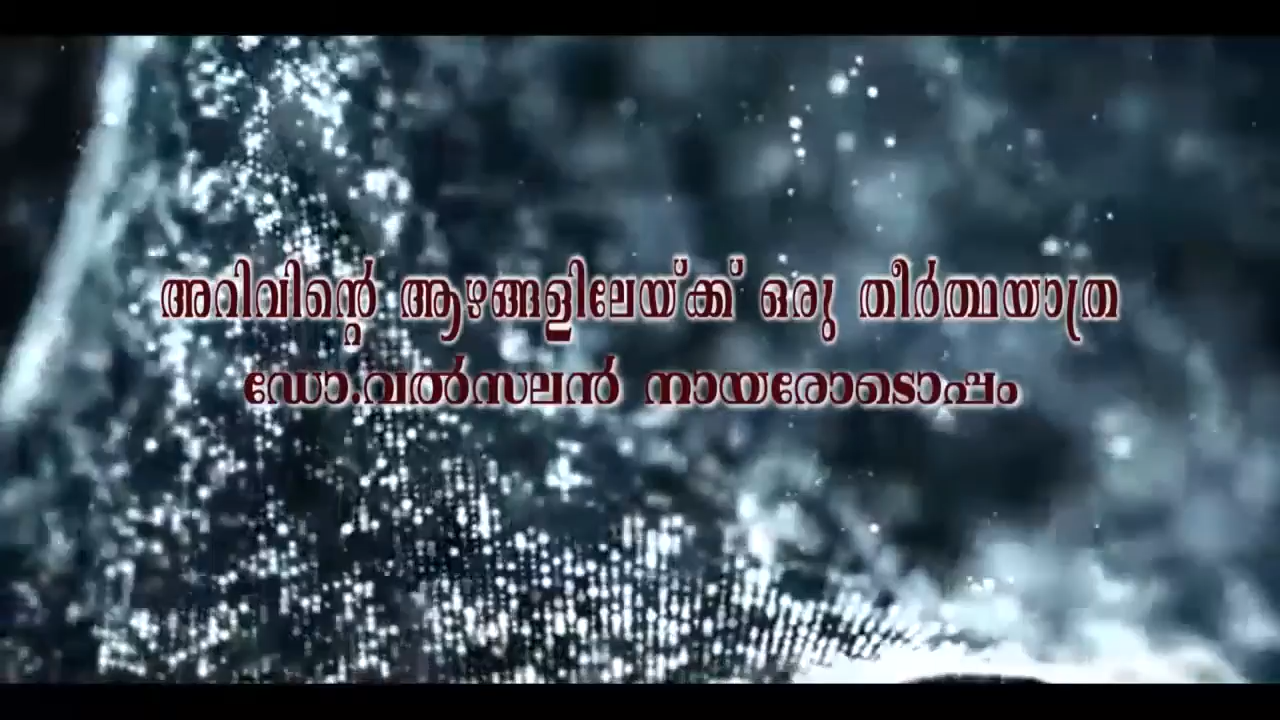 അറിവിന്റെ ആഴങ്ങളിലേയ്ക്ക് ഒരു തീർത്ഥയാത്ര
ഡോ.വൽസലൻ നായരോടൊപ്പം